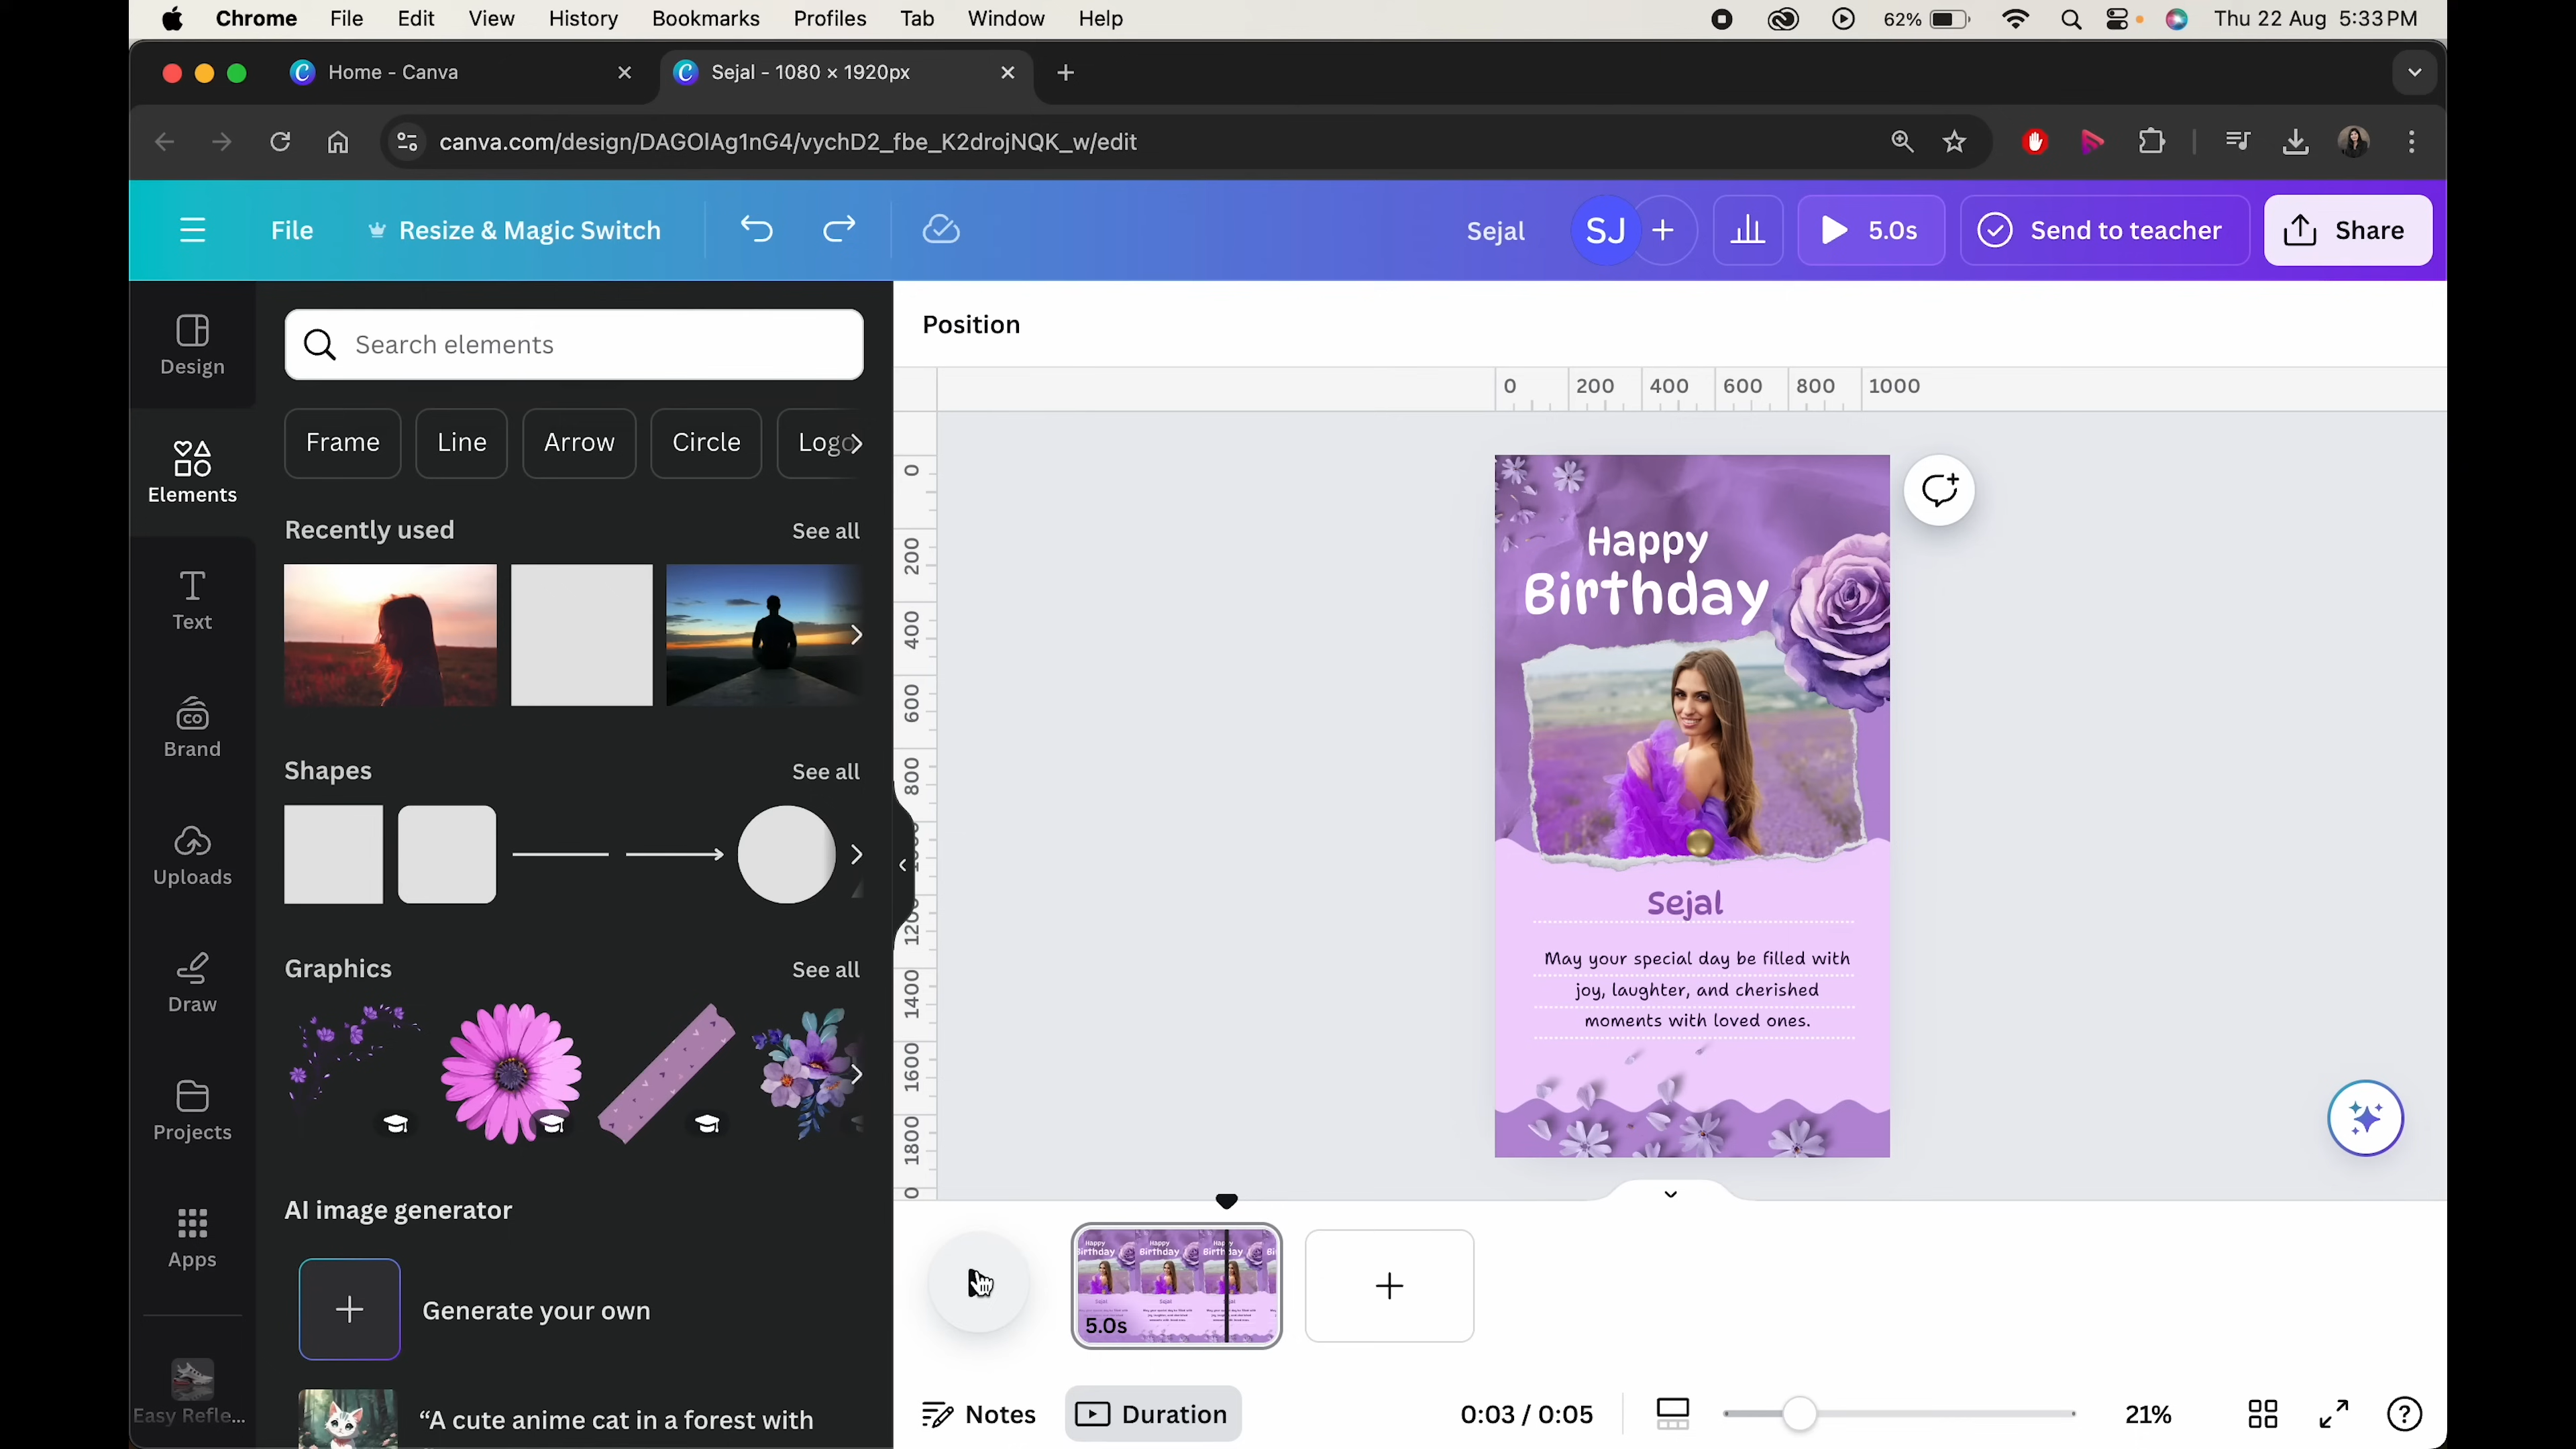 Chrome File Edit View History Bookmarks Profiles Tab Window Help 62% Thu 22 Aug 5:33 PM
Home - Canva Sejal - 1080 × 1920px
canva.com/design/DAGOlAg1nG4/vychD2_fbe_K2drojNQK_w/edit
File Resize & Magic Switch Sejal SJ 5.0s Send to teacher Share
Design
Elements
Text
Brand
Uploads
Draw
Projects
Apps
Easy Refle...
Search elements
Frame Line Arrow Circle Logo
Recently used See all
Shapes See all
Graphics See all
AI image generator
Generate your own
“A cute anime cat in a forest with
Position
0 200 400 600 800 1000
0
200
400
600
800
1200
1400
1600
1800
0
Happy
Birthday
Sejal
May your special day be filled with
joy, laughter, and cherished
moments with loved ones.
5.0s
Notes Duration 0:03 / 0:05 21%